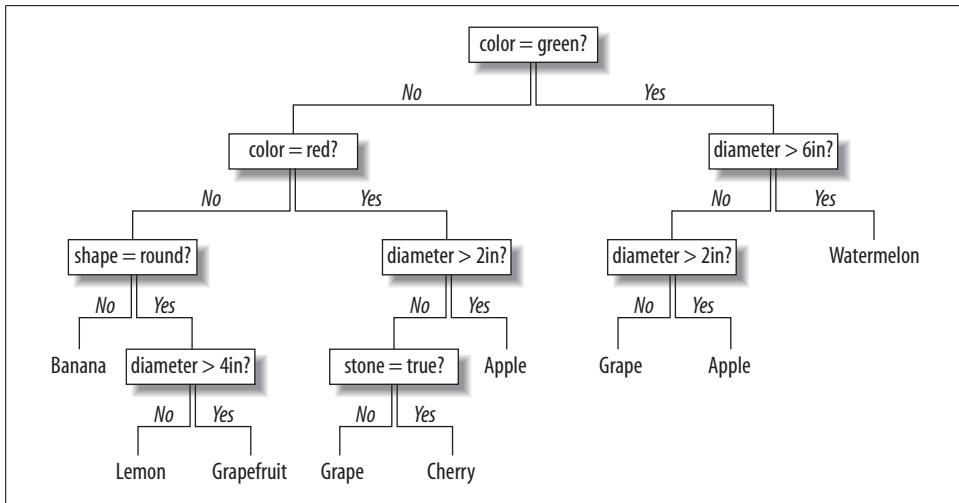 color = green?
No
Yes
color = red?
diameter > 6in?
No
Yes
No
Yes
shape = round?
diameter > 2in?
diameter > 2in?
Watermelon
No
Yes
No
Yes
No
Yes
Banana
diameter > 4in?
stone = true?
Apple
Grape
Apple
No
Yes
No
Yes
Lemon
Grapefruit
Grape
Cherry